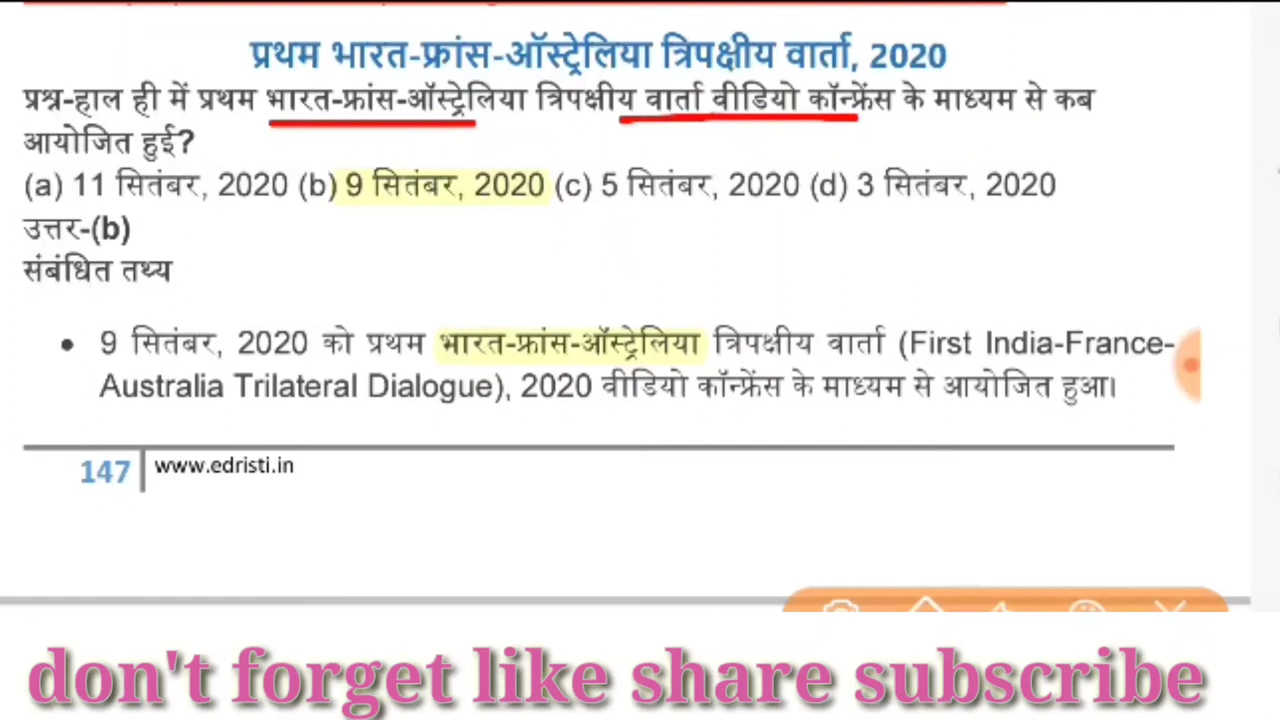 प्रथम भारत-फ्रांस-ऑस्ट्रेलिया त्रिपक्षीय वार्ता, 2020
प्रश्न-हाल ही में प्रथम भारत-फ्रांस-ऑस्ट्रेलिया त्रिपक्षीय वार्ता वीडियो कॉन्फ्रेंस के माध्यम से कब
आयोजित हुई?
(a) 11 सितंबर, 2020 (b) 9 सितंबर, 2020 (c) 5 सितंबर, 2020 (d) 3 सितंबर, 2020
उत्तर-(b)
संबंधित तथ्य
• 9 सितंबर, 2020 को प्रथम भारत-फ्रांस-ऑस्ट्रेलिया त्रिपक्षीय वार्ता (First India-France-
Australia Trilateral Dialogue), 2020 वीडियो कॉन्फ्रेंस के माध्यम से आयोजित हुआ।
147 www.edristi.in
don't forget like share subscribe